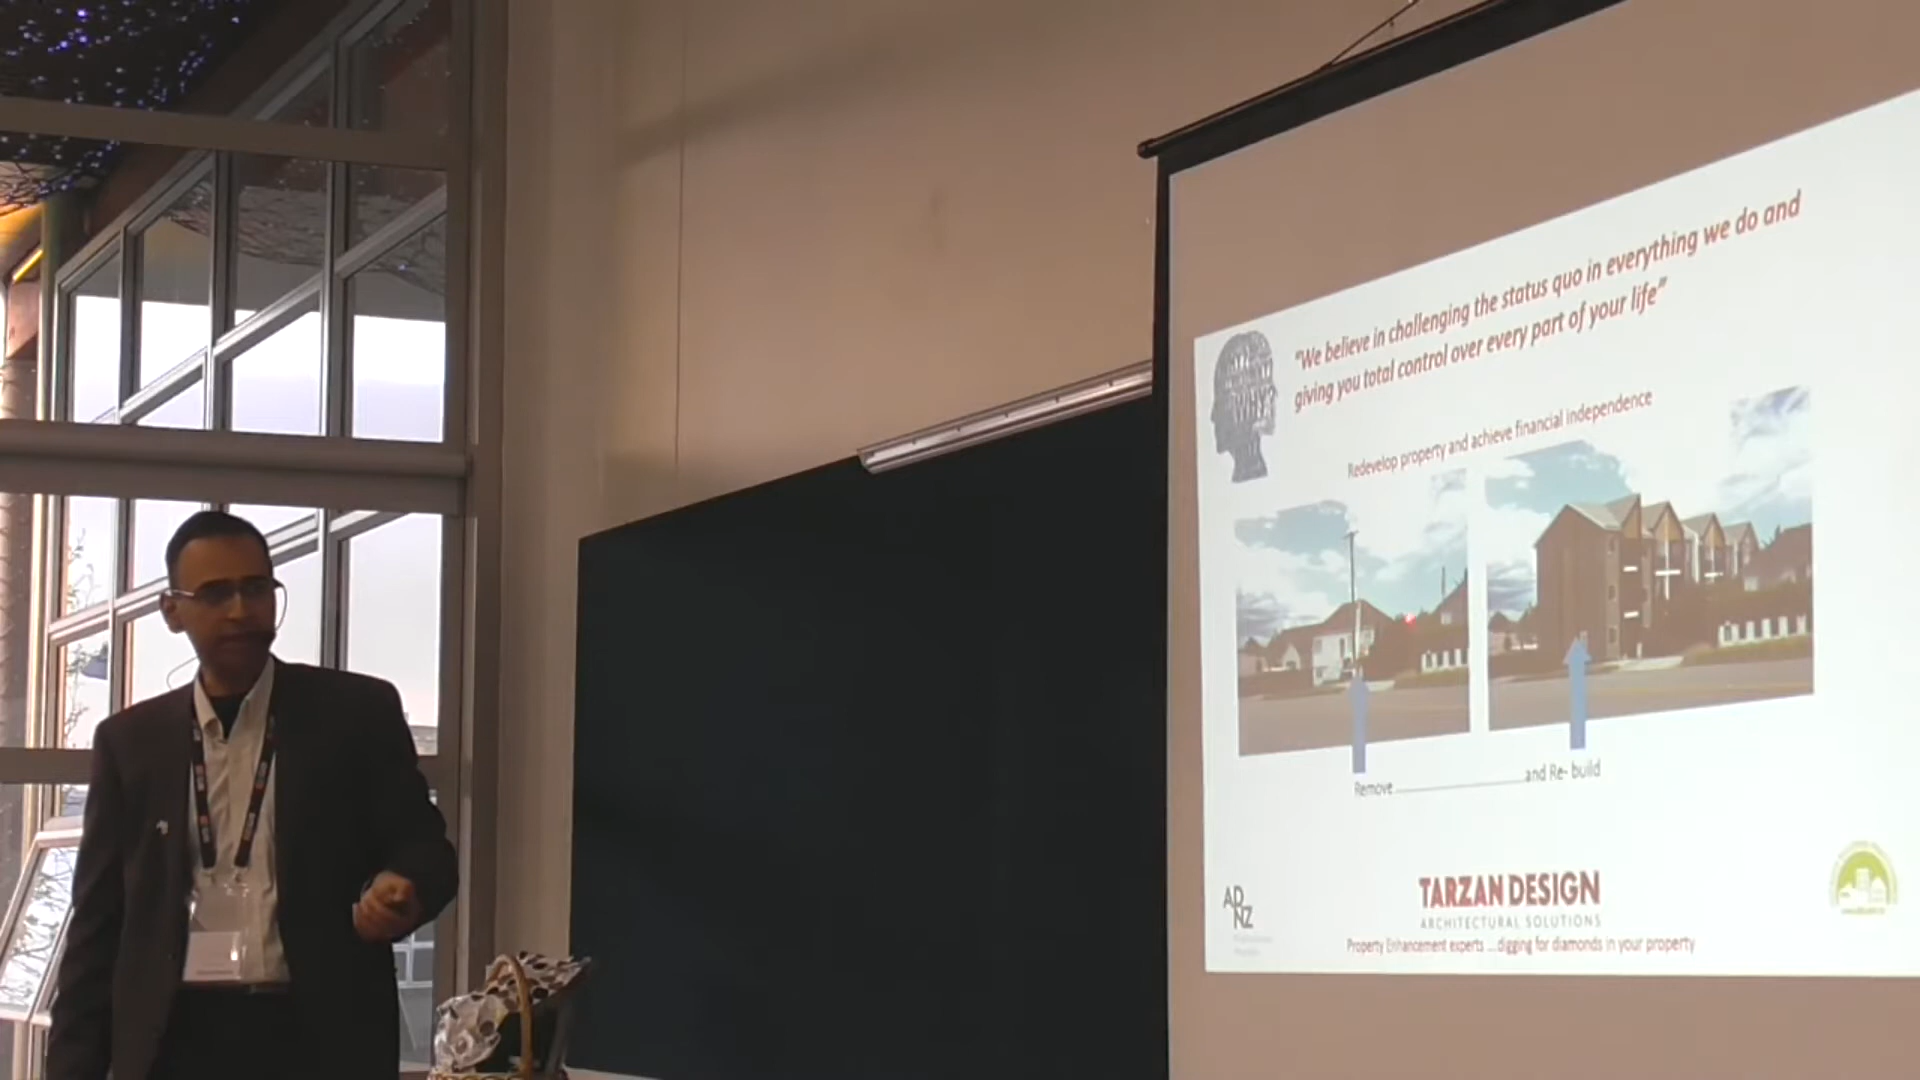 "We believe in challenging the status quo in everything we do and
giving you total control over every part of your life"
Redevelop property and achieve financial independence
Remove..............................and Re- build
TARZAN DESIGN
ARCHITECTURAL SOLUTIONS
Property Enhancement experts ...digging for diamonds in your property
ADNZ